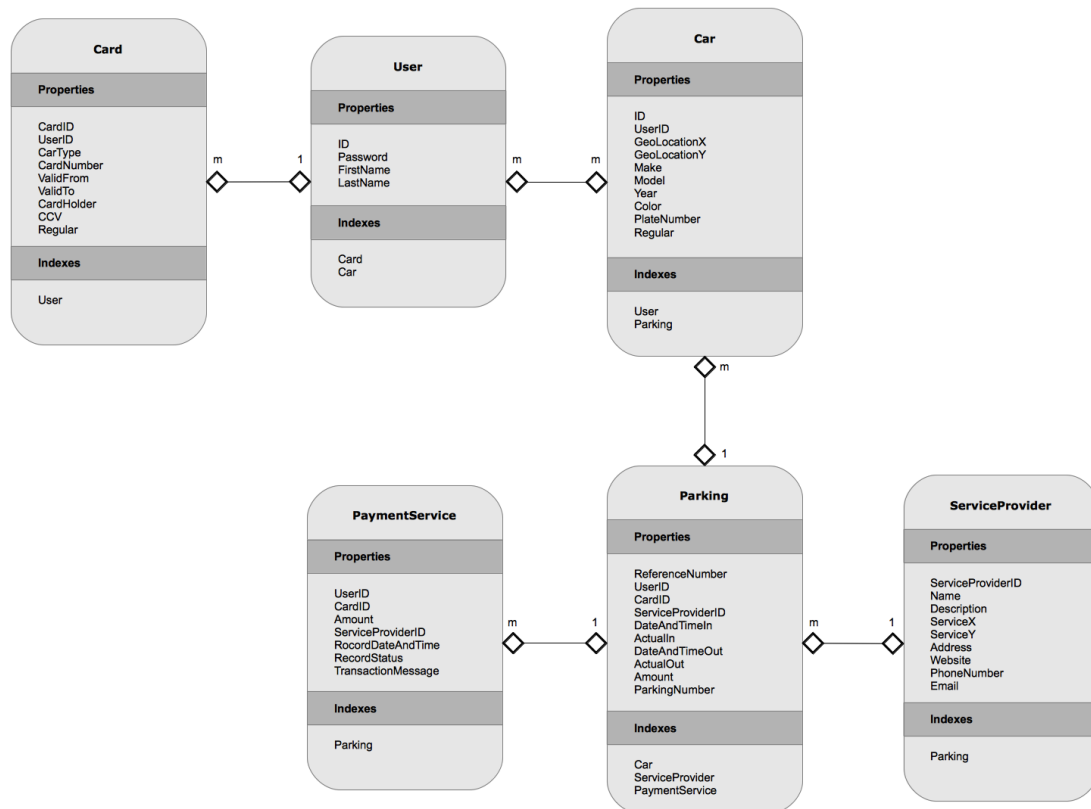 Card
Properties
CardID
UserID
CarType
CardNumber
ValidFrom
ValidTo
CardHolder
CCV
Regular
Indexes
User
m
1
User
Properties
ID
Password
FirstName
LastName
Indexes
Card
Car
m
m
Car
Properties
ID
UserID
GeoLocationX
GeoLocationY
Make
Model
Year
Color
PlateNumber
Regular
Indexes
User
Parking
m
1
PaymentService
Properties
UserID
CardID
Amount
ServiceProviderID
RocordDateAndTime
RecordStatus
TransactionMessage
Indexes
Parking
m
1
Parking
Properties
ReferenceNumber
UserID
CardID
ServiceProviderID
DateAndTimeIn
ActualIn
DateAndTimeOut
ActualOut
Amount
ParkingNumber
Indexes
Car
ServiceProvider
PaymentService
m
1
ServiceProvider
Properties
ServiceProviderID
Name
Description
ServiceX
ServiceY
Address
Website
PhoneNumber
Email
Indexes
Parking